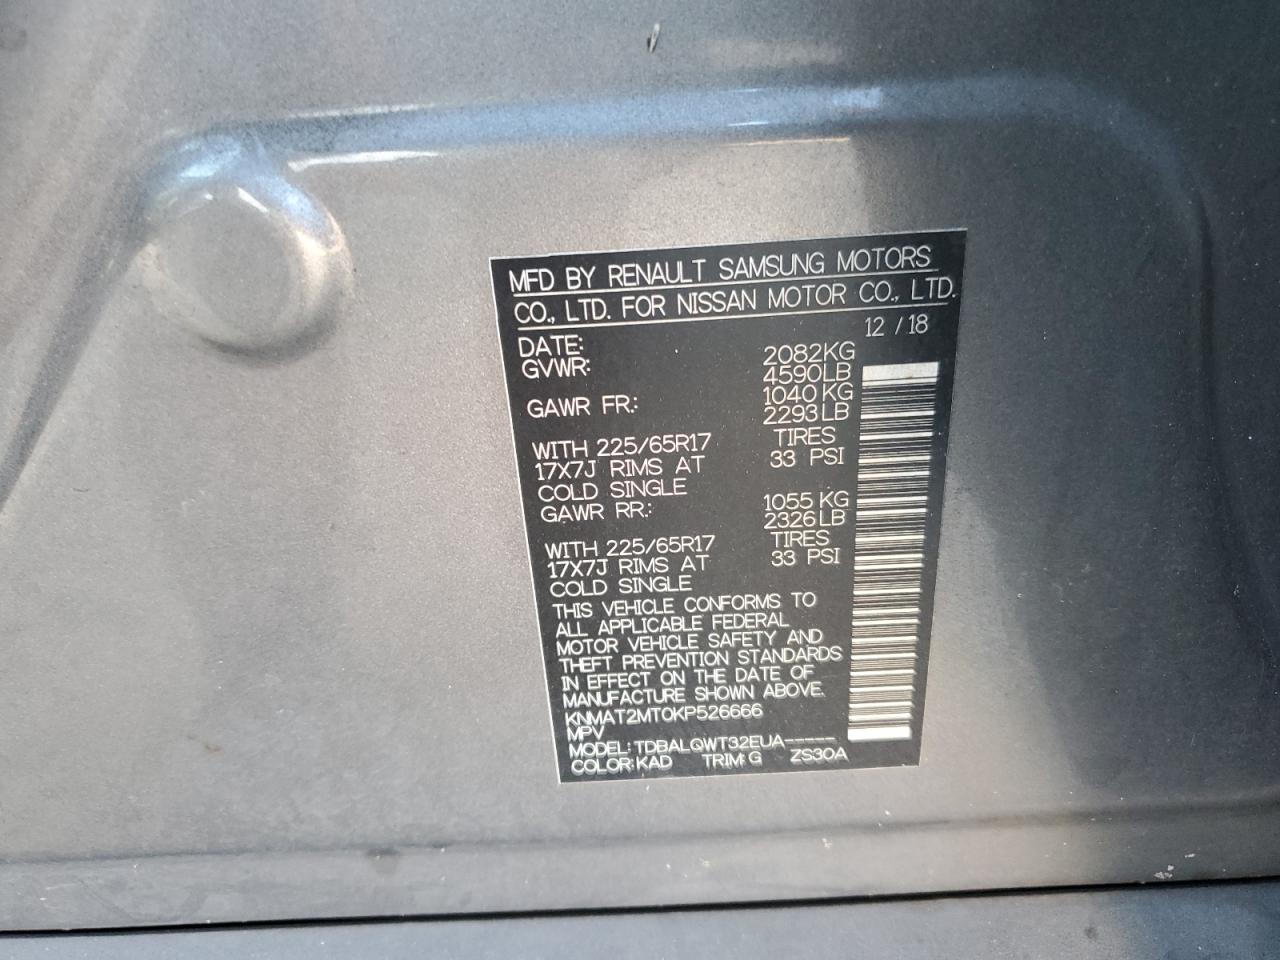 MFD BY RENAULT SAMSUNG MOTORS
CO., LTD. FOR NISSAN MOTOR CO., LTD.
DATE: 12 / 18
GVWR: 2082KG
4590LB
GAWR FR.: 1040 KG
2293LB
WITH 225/65R17 TIRES
17X7J RIMS AT 33 PSI
COLD SINGLE
GAWR RR.: 1055 KG
2326LB
WITH 225/65R17 TIRES
17X7J RIMS AT 33 PSI
COLD SINGLE
THIS VEHICLE CONFORMS TO
ALL APPLICABLE FEDERAL
MOTOR VEHICLE SAFETY AND
THEFT PREVENTION STANDARDS
IN EFFECT ON THE DATE OF
MANUFACTURE SHOWN ABOVE.
KNMAT2MT0KP526666
MPV
MODEL: TDBALQWT32EUA-----
COLOR: KAD TRIM: G ZS30A